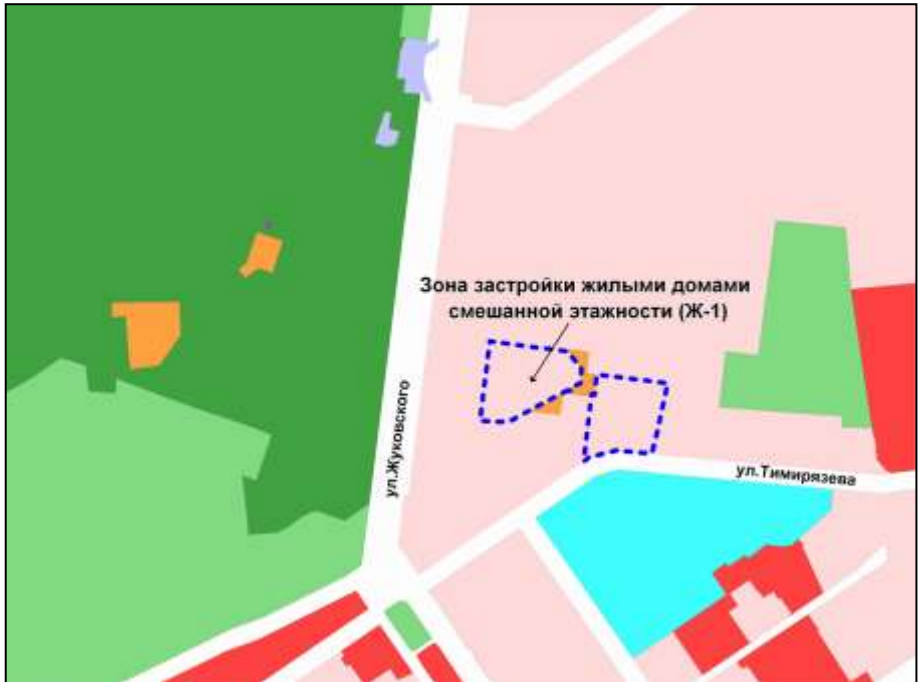 Зона застройки жилыми домами
смешанной этажности (Ж-1)
ул.Жуковского
ул.Тимирязева